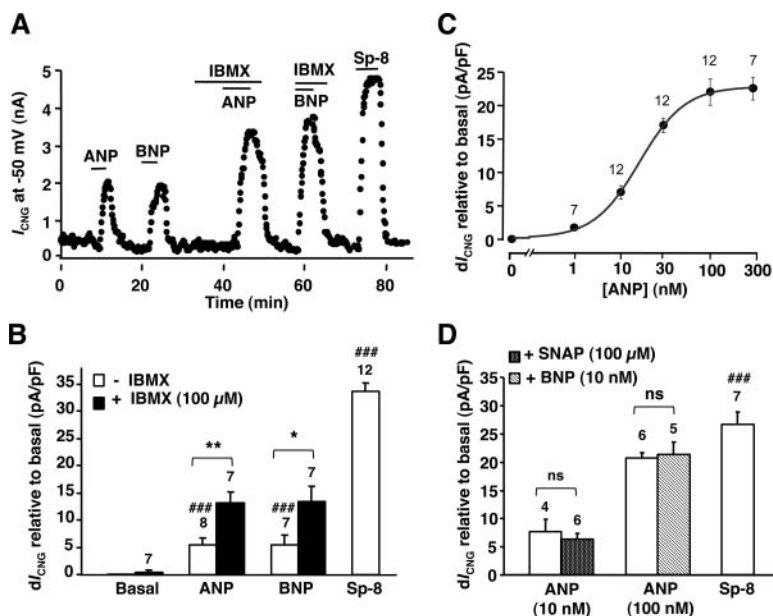 A
I_CNG at -50 mV (nA)
5
4
3
2
1
0
ANP
BNP
IBMX
ANP
IBMX
BNP
Sp-8
0 20 40 60 80
Time (min)
B
dI_CNG relative to basal (pA/pF)
35
30
25
20
15
10
5
0
- IBMX
+ IBMX (100 µM)
7
**
###
8
7
*
###
7
7
###
12
Basal ANP BNP Sp-8
C
dI_CNG relative to basal (pA/pF)
25
20
15
10
5
0
7
12
12
12
7
0 1 10 30 100 300
[ANP] (nM)
D
dI_CNG relative to basal (pA/pF)
35
30
25
20
15
10
5
0
+ SNAP (100 µM)
+ BNP (10 nM)
ns
4
6
ns
6
5
###
7
ANP ANP Sp-8
(10 nM) (100 nM)